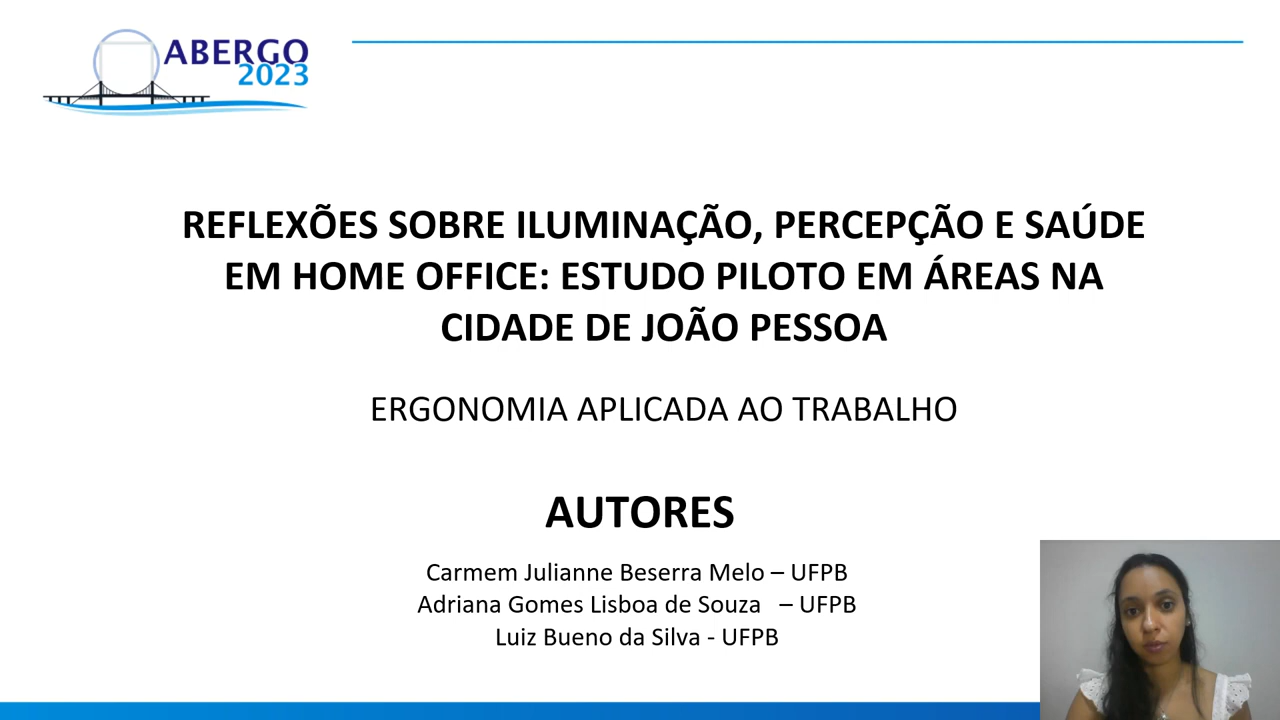 ABERGO
2023
REFLEXÕES SOBRE ILUMINAÇÃO, PERCEPÇÃO E SAÚDE
EM HOME OFFICE: ESTUDO PILOTO EM ÁREAS NA
CIDADE DE JOÃO PESSOA
ERGONOMIA APLICADA AO TRABALHO
AUTORES
Carmem Julianne Beserra Melo – UFPB
Adriana Gomes Lisboa de Souza – UFPB
Luiz Bueno da Silva - UFPB